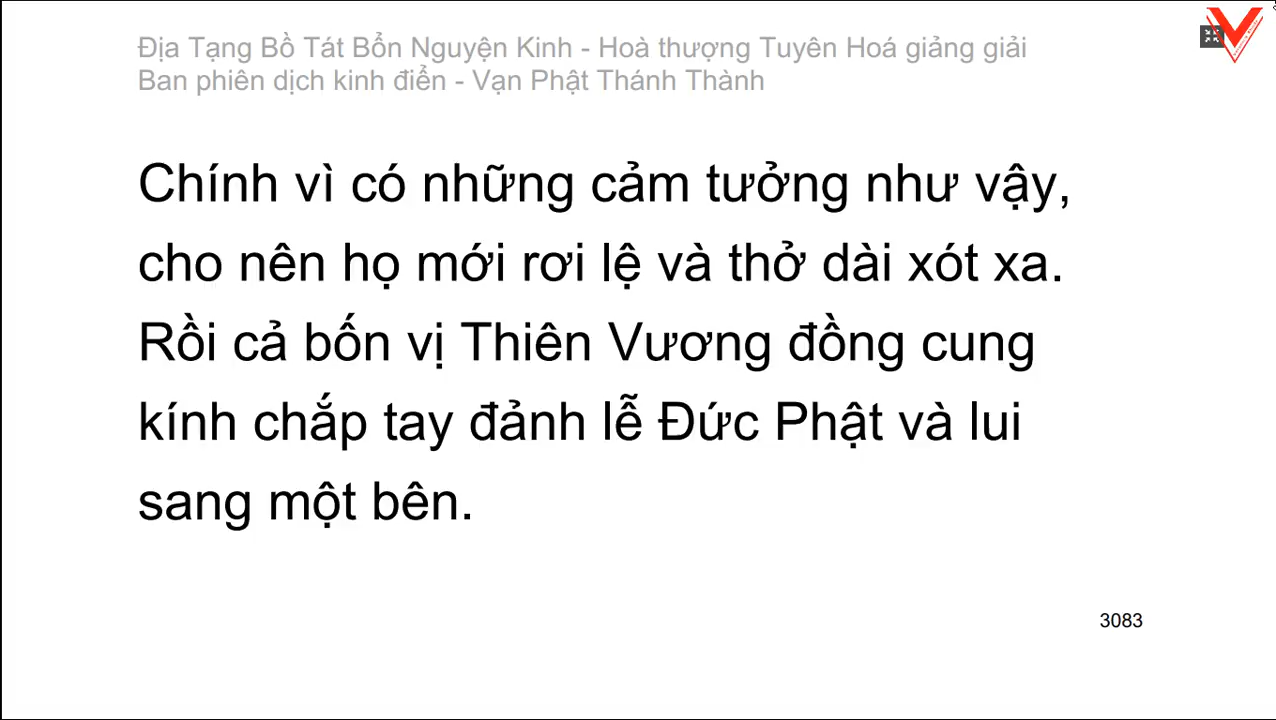 Địa Tạng Bồ Tát Bổn Nguyện Kinh - Hoà thượng Tuyên Hoá giảng giải
Ban phiên dịch kinh điển - Vạn Phật Thánh Thành
Chính vì có những cảm tưởng như vậy,
cho nên họ mới rơi lệ và thở dài xót xa.
Rồi cả bốn vị Thiên Vương đồng cung
kính chắp tay đảnh lễ Đức Phật và lui
sang một bên.
3083